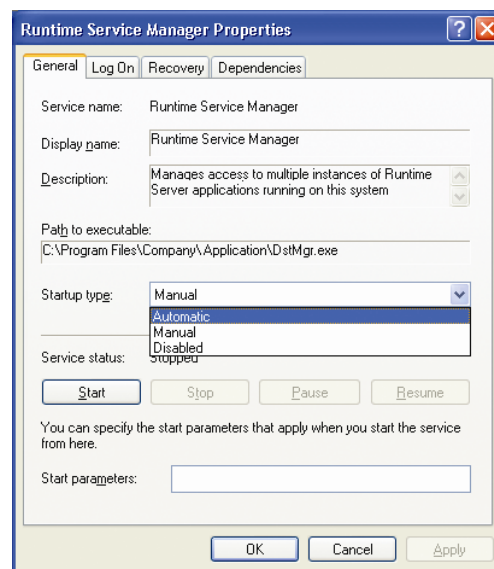 Runtime Service Manager Properties
General Log On Recovery Dependencies
Service name: Runtime Service Manager
Display name: Runtime Service Manager
Description: Manages access to multiple instances of Runtime
Server applications running on this system
Path to executable:
C:\Program Files\Company\Application\DstMgr.exe
Startup type: Manual
Automatic
Manual
Disabled
Service status: Stopped
Start Stop Pause Resume
You can specify the start parameters that apply when you start the service
from here.
Start parameters:
OK Cancel Apply